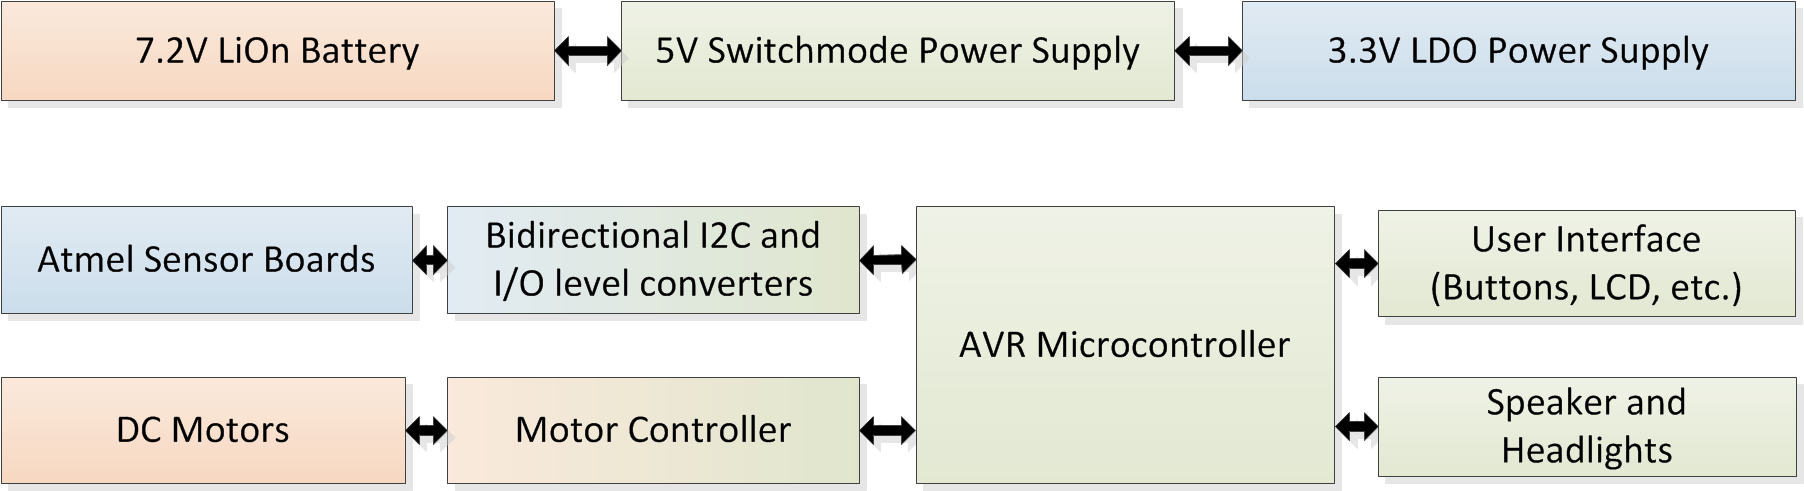 7.2V LiOn Battery
5V Switchmode Power Supply
3.3V LDO Power Supply
Atmel Sensor Boards
Bidirectional I2C and
I/O level converters
AVR Microcontroller
User Interface
(Buttons, LCD, etc.)
DC Motors
Motor Controller
Speaker and
Headlights